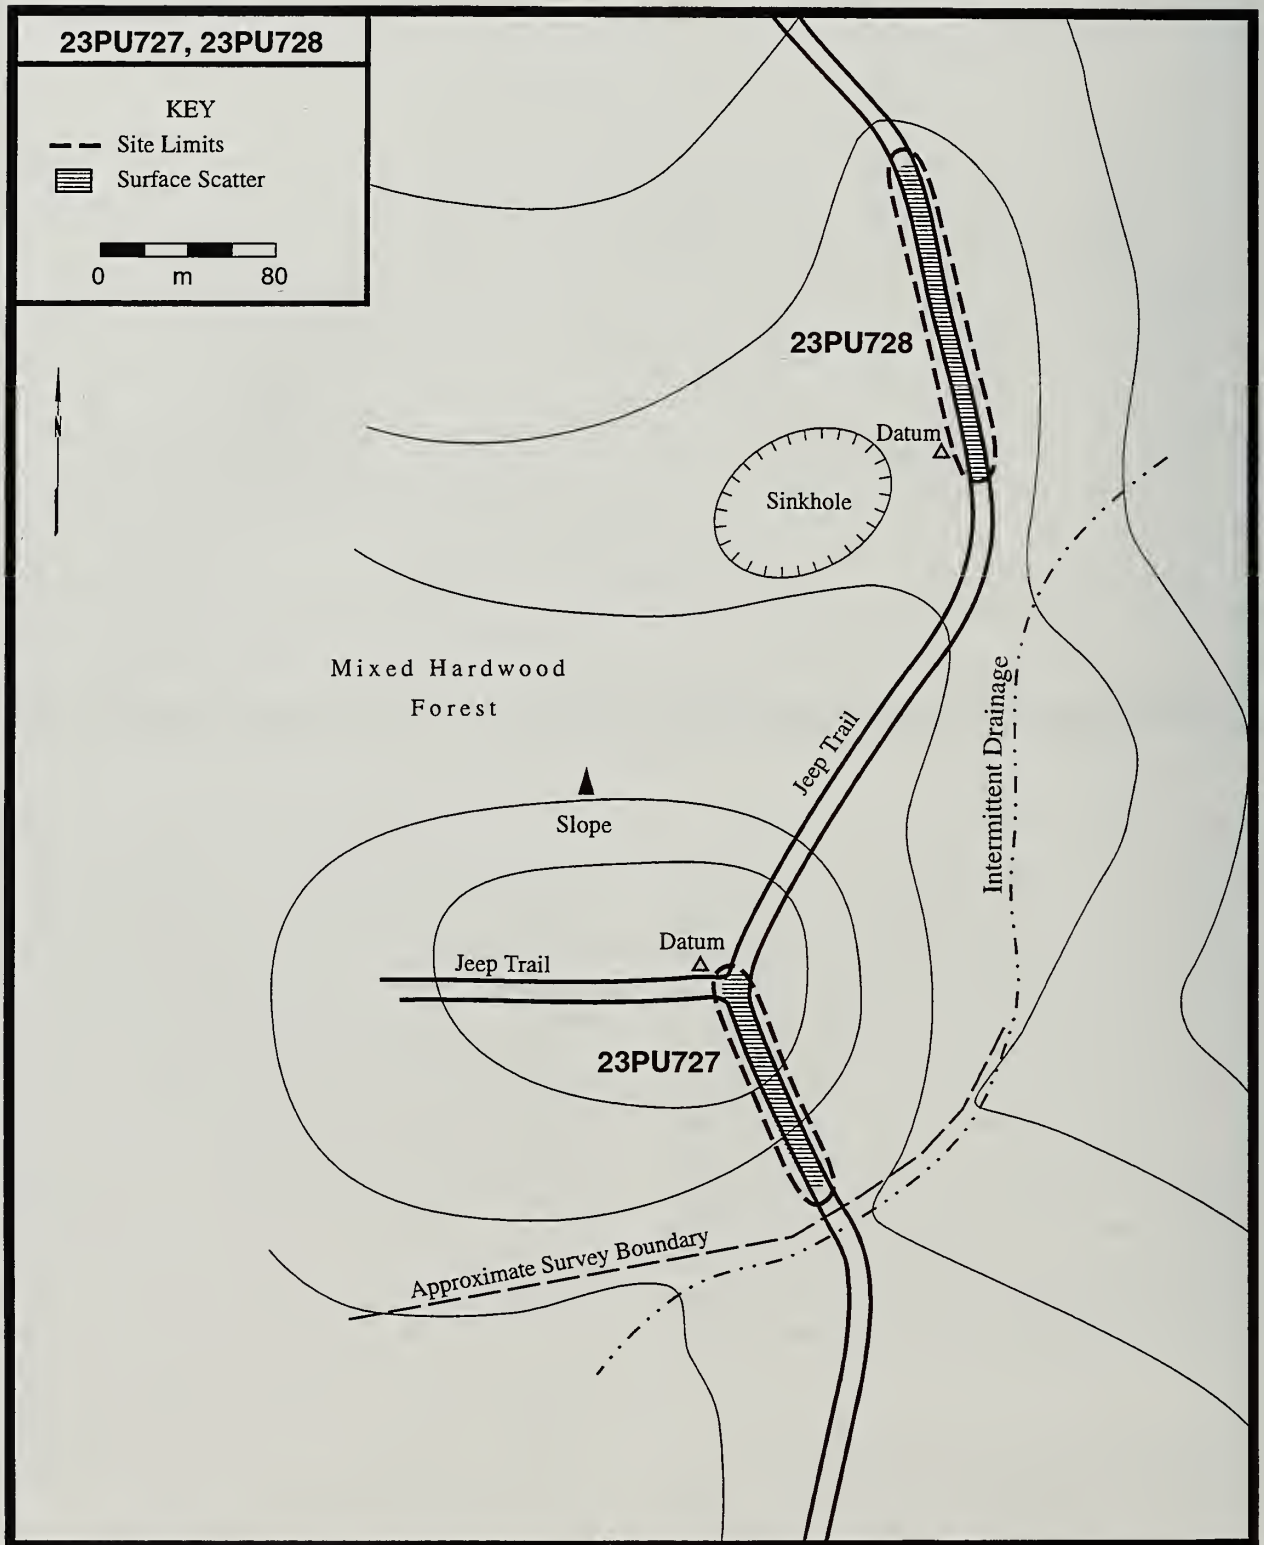 23PU727, 23PU728
KEY
Site Limits
Surface Scatter
0 m 80
N
23PU728
Datum
Sinkhole
Mixed Hardwood
Forest
Jeep Trail
Intermittent Drainage
Slope
Datum
Jeep Trail
23PU727
Approximate Survey Boundary